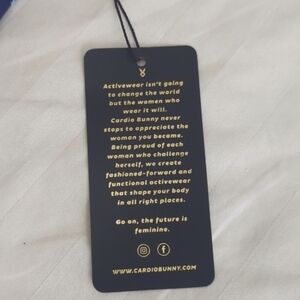 Activewear isn't going
to change the world
but the women who
wear it will.
Cardio Bunny never
stops to appreciate the
woman you became.
Being proud of each
woman who challenge
herself, we create
fashioned-forward and
functional activewear
that shape your body
in all right places.
Go on, the future is
feminine.
WWW.CARDIOBUNNY.COM